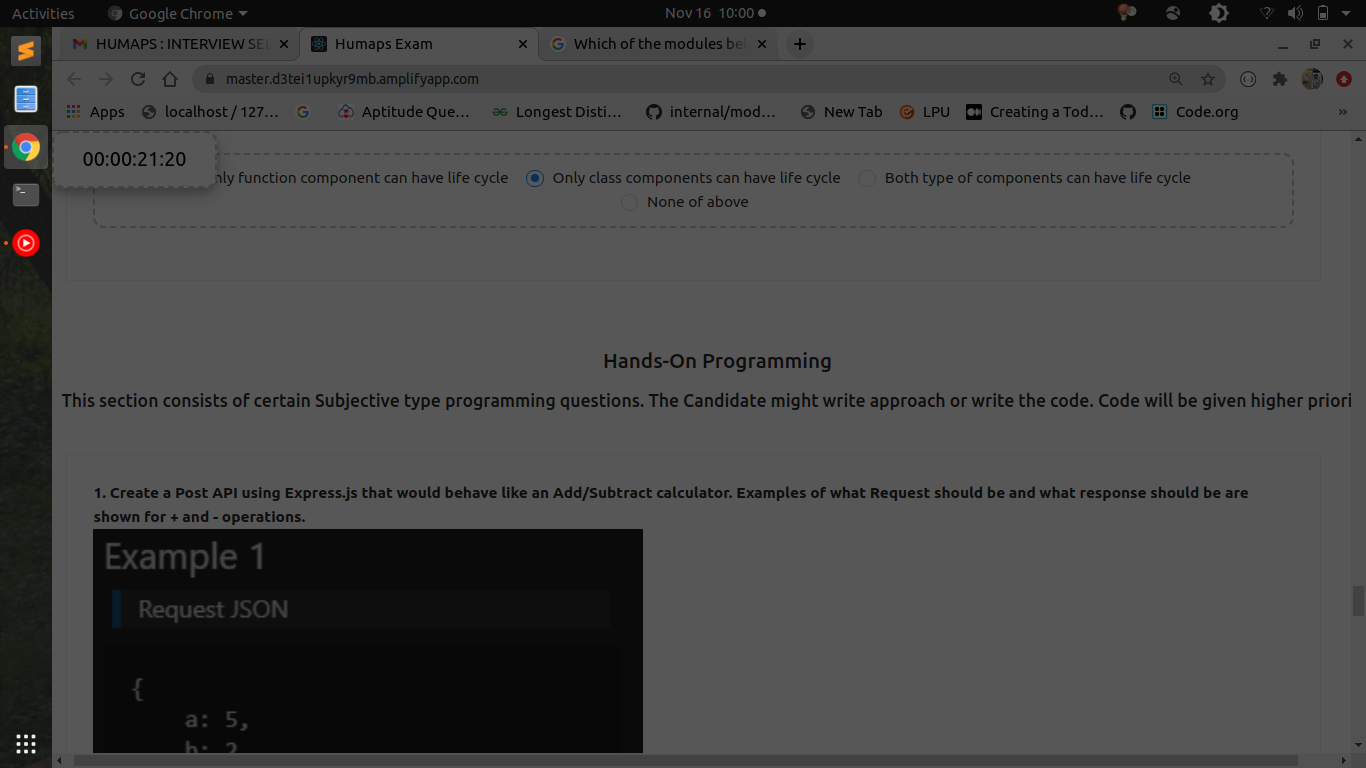 Activities Google Chrome Nov 16 10:00
HUMAPS : INTERVIEW SE Humaps Exam Which of the modules be
master.d3tei1upkyr9mb.amplifyapp.com
Apps localhost / 127... Aptitude Que... Longest Disti... internal/mod... New Tab LPU Creating a Tod... Code.org »
00:00:21:20
nly function component can have life cycle Only class components can have life cycle Both type of components can have life cycle
None of above
Hands-On Programming
This section consists of certain Subjective type programming questions. The Candidate might write approach or write the code. Code will be given higher priori
1. Create a Post API using Express.js that would behave like an Add/Subtract calculator. Examples of what Request should be and what response should be are
shown for + and - operations.
Example 1
Request JSON
{
a: 5,
b: 2